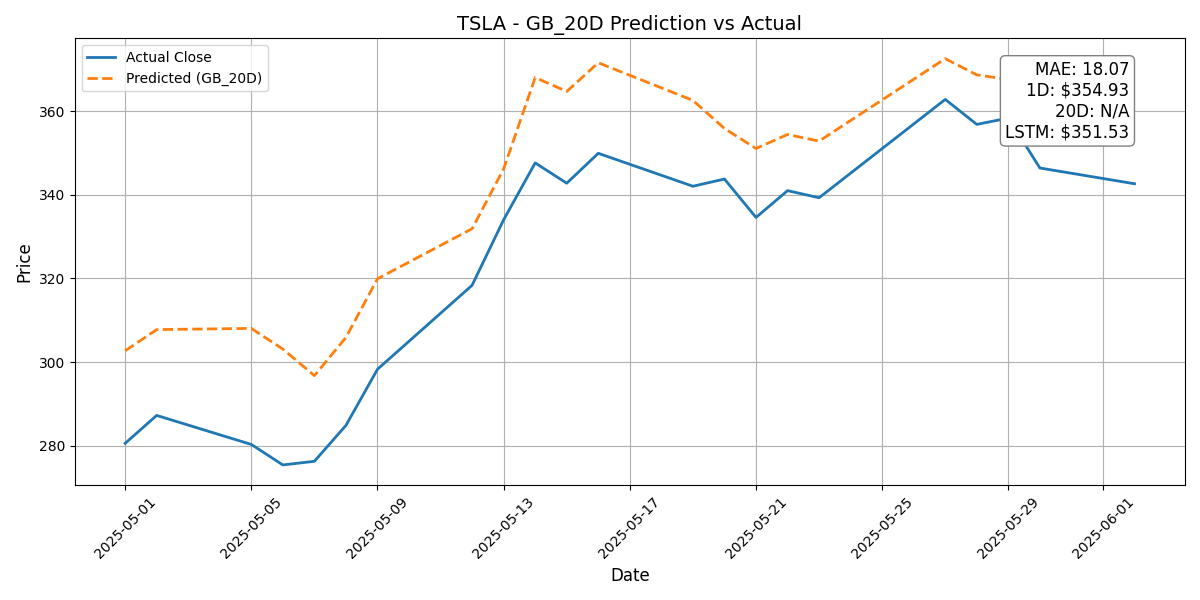 TSLA - GB_20D Prediction vs Actual
Actual Close
Predicted (GB_20D)
MAE: 18.07
1D: $354.93
20D: N/A
LSTM: $351.53
Price
360
340
320
300
280
2025-05-01
2025-05-05
2025-05-09
2025-05-13
2025-05-17
2025-05-21
2025-05-25
2025-05-29
2025-06-01
Date